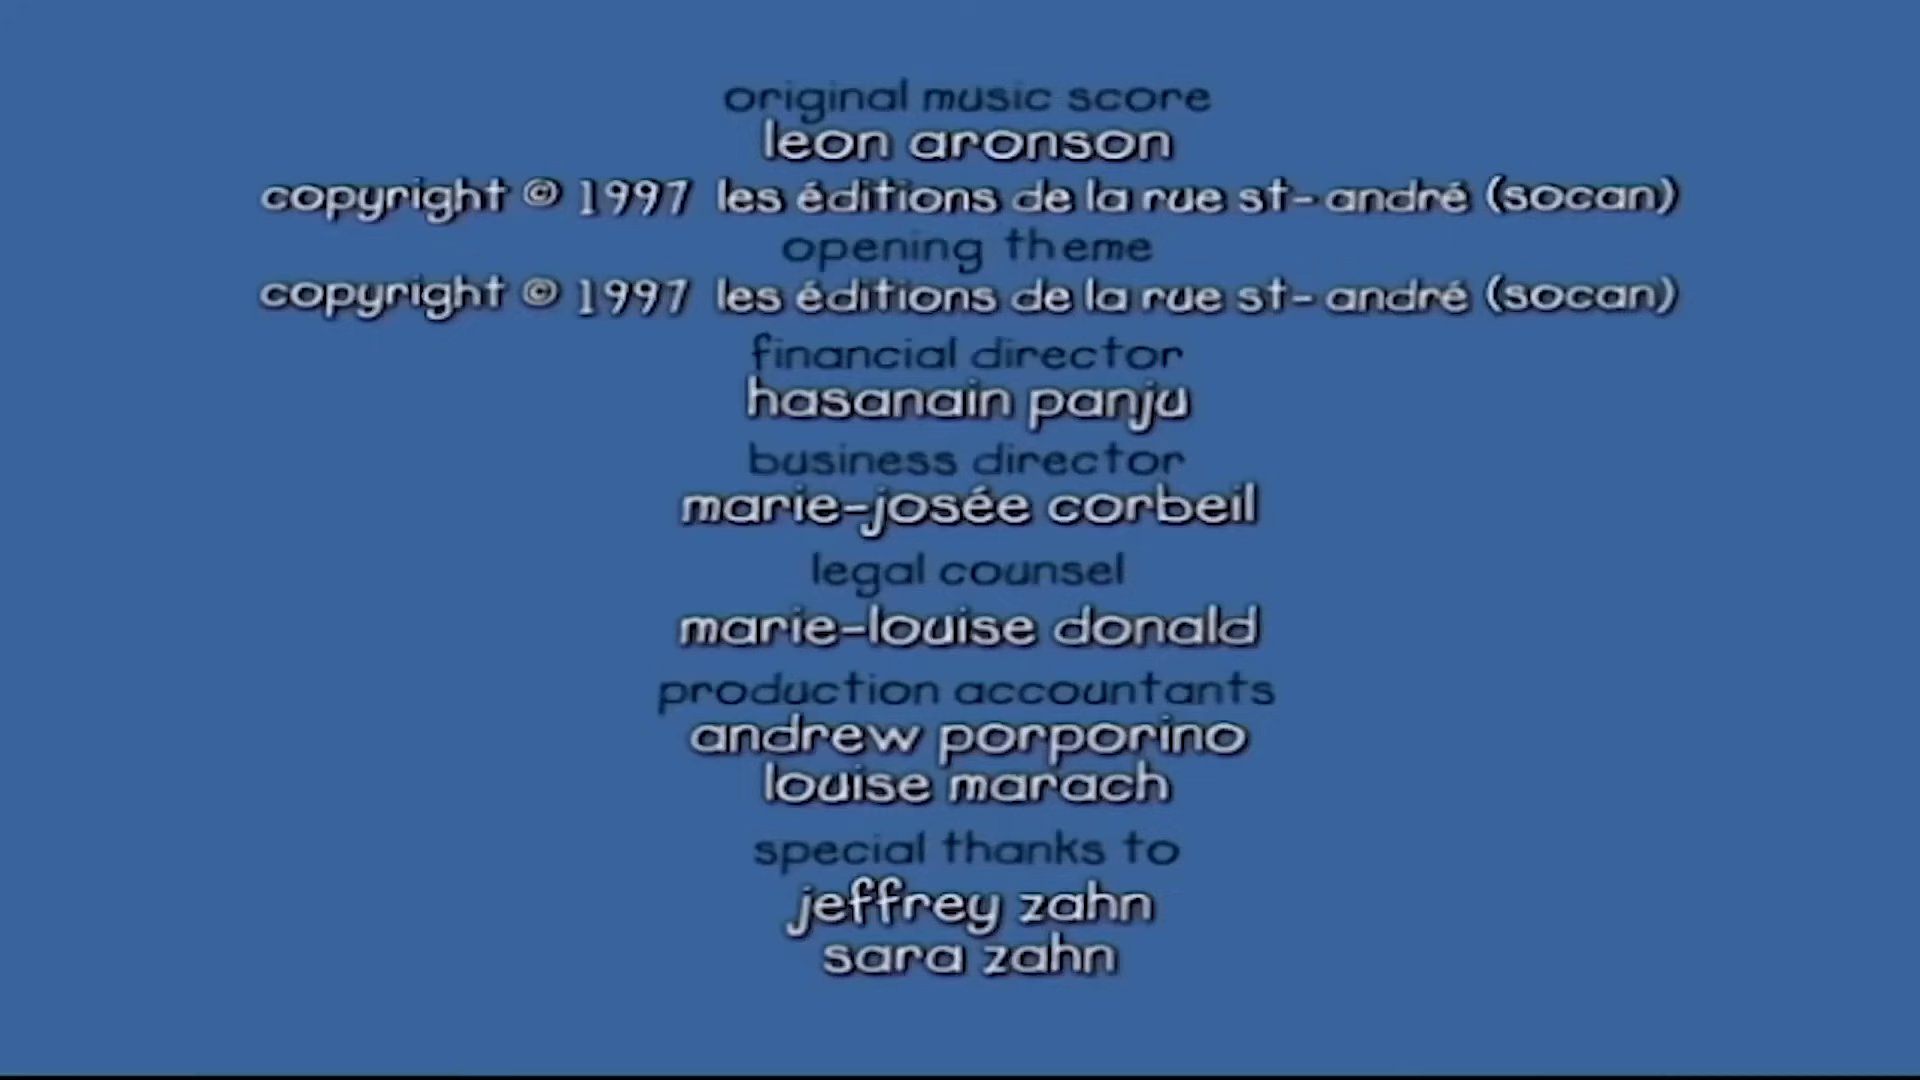 original music score
leon aronson
copyright © 1997 les éditions de la rue st-andré (socan)
opening theme
copyright © 1997 les éditions de la rue st-andré (socan)
financial director
hasanain panju
business director
marie-josée corbeil
legal counsel
marie-louise donald
production accountants
andrew porporino
louise marach
special thanks to
jeffrey zahn
sara zahn